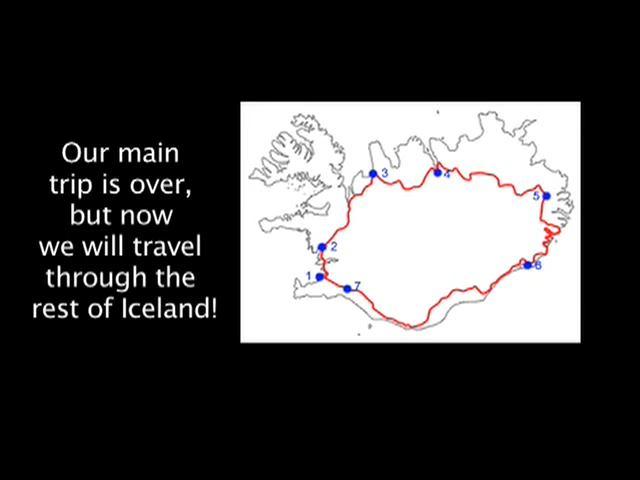 Our main
trip is over,
but now
we will travel
through the
rest of Iceland!
3
4
5
2
6
1
7